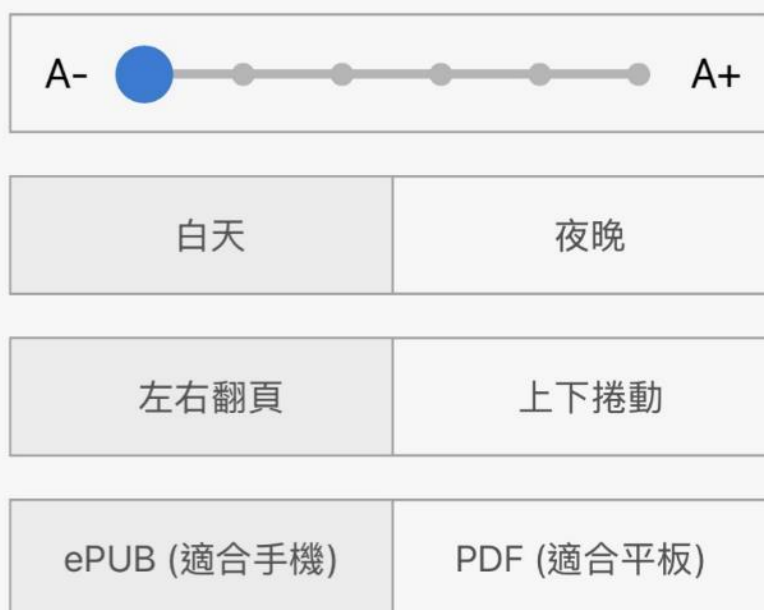 A- A+
白天 夜晚
左右翻頁 上下捲動
ePUB (適合手機) PDF (適合平板)